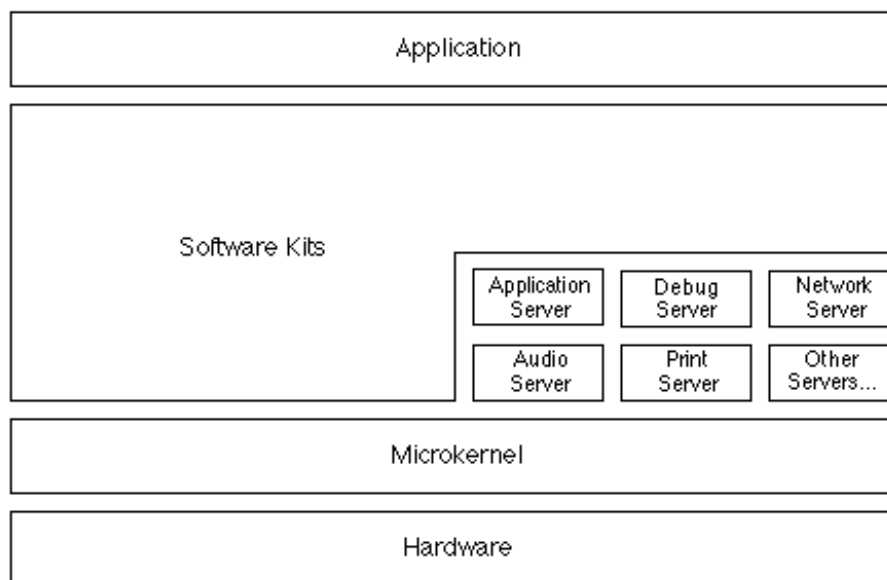 Application
Software Kits
Application
Server
Debug
Server
Network
Server
Audio
Server
Print
Server
Other
Servers...
Microkernel
Hardware